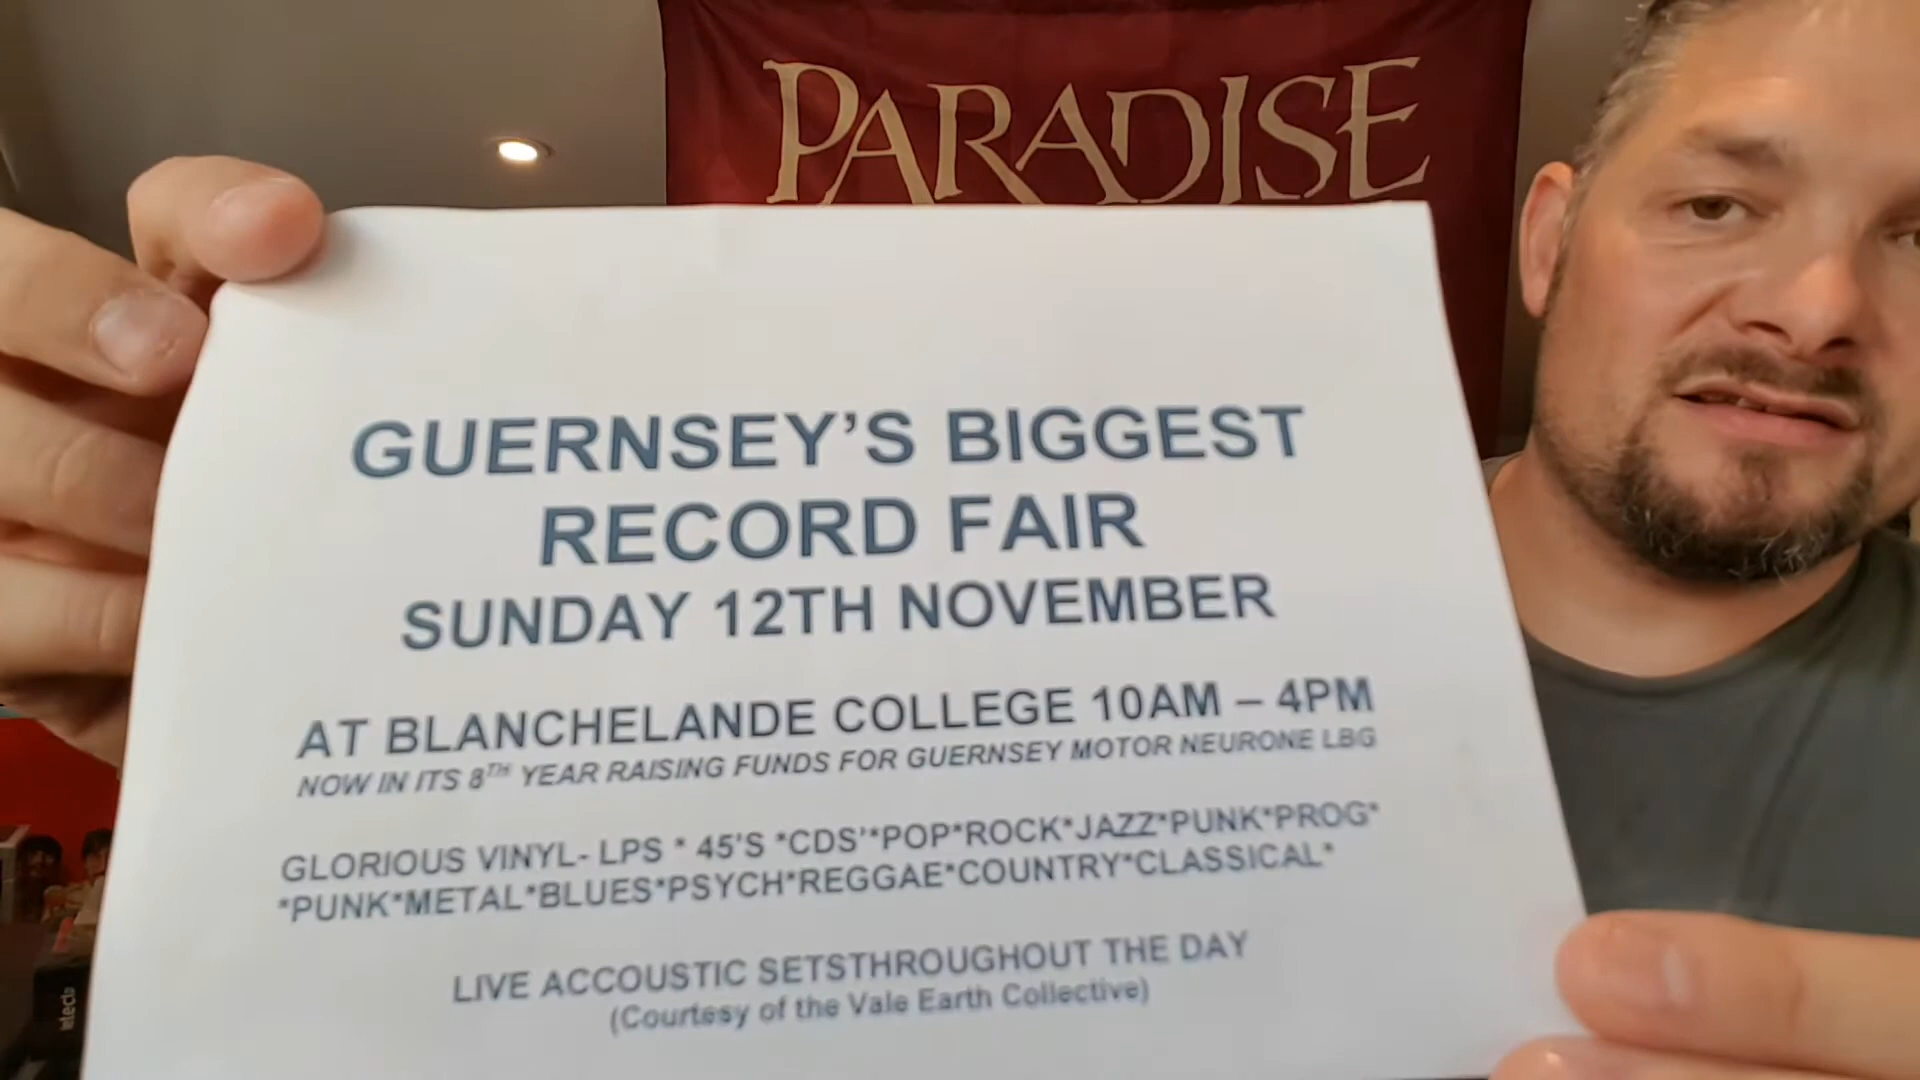 PARADISE
GUERNSEY'S BIGGEST
RECORD FAIR
SUNDAY 12TH NOVEMBER
AT BLANCHELANDE COLLEGE 10AM – 4PM
NOW IN ITS 8TH YEAR RAISING FUNDS FOR GUERNSEY MOTOR NEURONE LBG
GLORIOUS VINYL- LPS * 45'S *CDS'*POP*ROCK*JAZZ*PUNK*PROG*
*PUNK*METAL*BLUES*PSYCH*REGGAE*COUNTRY*CLASSICAL*
LIVE ACCOUSTIC SETSTHROUGHOUT THE DAY
(Courtesy of the Vale Earth Collective)